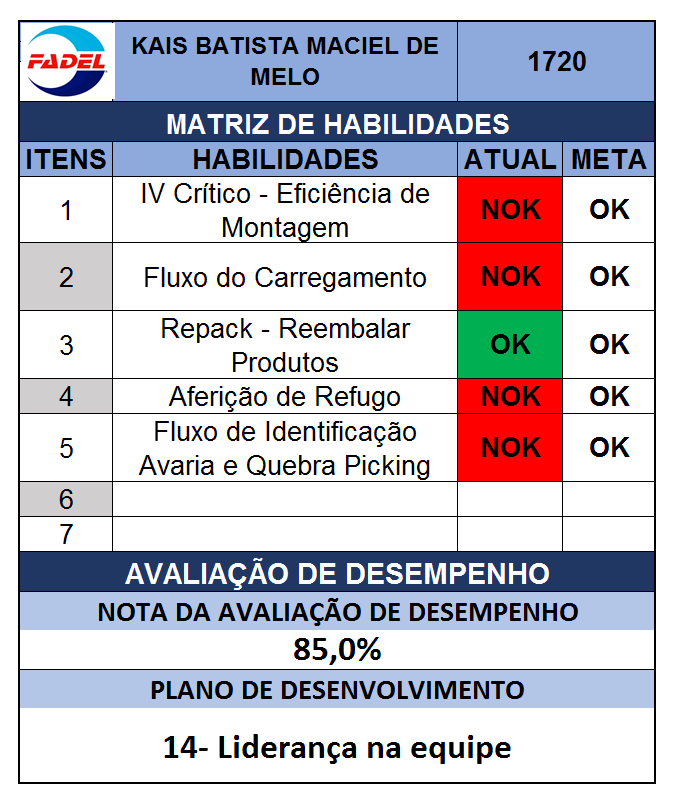 FADEL
KAIS BATISTA MACIEL DE
MELO
1720
MATRIZ DE HABILIDADES
ITENS HABILIDADES ATUAL META
1 IV Crítico - Eficiência de
Montagem NOK OK
2 Fluxo do Carregamento NOK OK
3 Repack - Reembalar
Produtos OK OK
4 Aferição de Refugo NOK OK
5 Fluxo de Identificação
Avaria e Quebra Picking NOK OK
6
7
AVALIAÇÃO DE DESEMPENHO
NOTA DA AVALIAÇÃO DE DESEMPENHO
85,0%
PLANO DE DESENVOLVIMENTO
14- Liderança na equipe